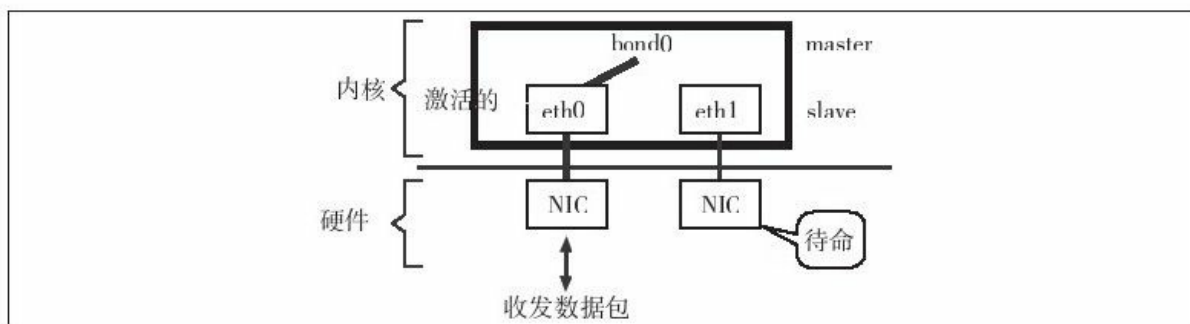 bond0
master
内核
激活的
eth0
eth1
slave
硬件
NIC
NIC
待命
收发数据包